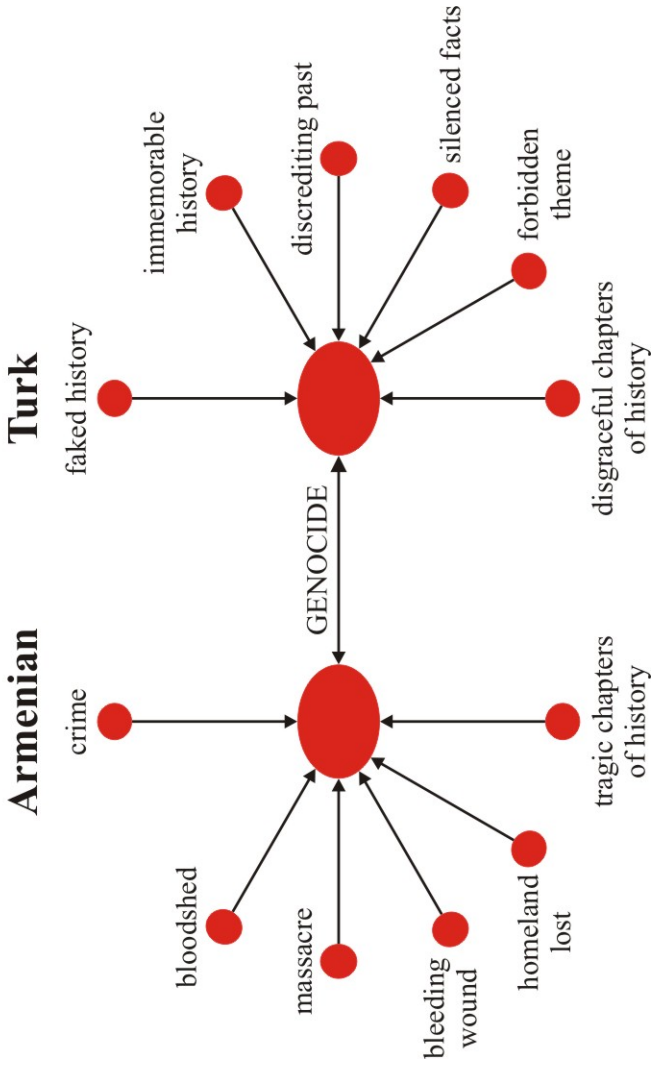 Armenian
Turk
crime
faked history
bloodshed
immemorable
history
massacre
GENOCIDE
discrediting past
bleeding
wound
silenced facts
homeland
lost
forbidden
theme
tragic chapters
of history
disgraceful chapters
of history